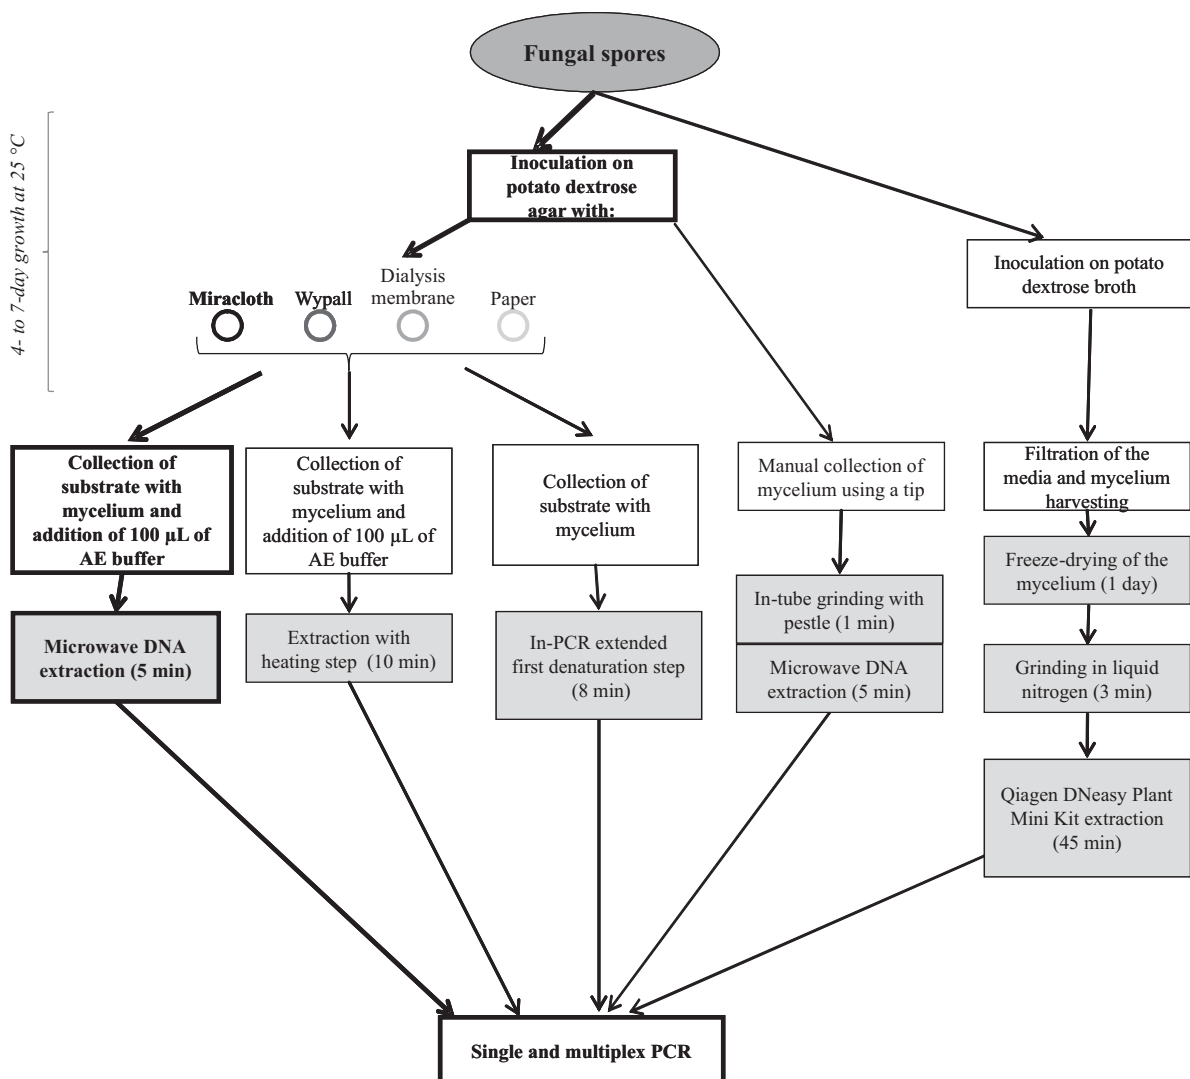 Fungal spores
4- to 7-day growth at 25 °C
Inoculation on
potato dextrose
agar with:
Inoculation on potato
dextrose broth
Miracloth
Wypall
Dialysis
membrane
Paper
Collection of
substrate with
mycelium and
addition of 100 µL of
AE buffer
Collection of
substrate with
mycelium and
addition of 100 µL of
AE buffer
Collection of
substrate with
mycelium
Manual collection of
mycelium using a tip
Filtration of the
media and mycelium
harvesting
Microwave DNA
extraction (5 min)
Extraction with
heating step (10 min)
In-PCR extended
first denaturation step
(8 min)
In-tube grinding with
pestle (1 min)
Microwave DNA
extraction (5 min)
Freeze-drying of the
mycelium (1 day)
Grinding in liquid
nitrogen (3 min)
Qiagen DNeasy Plant
Mini Kit extraction
(45 min)
Single and multiplex PCR